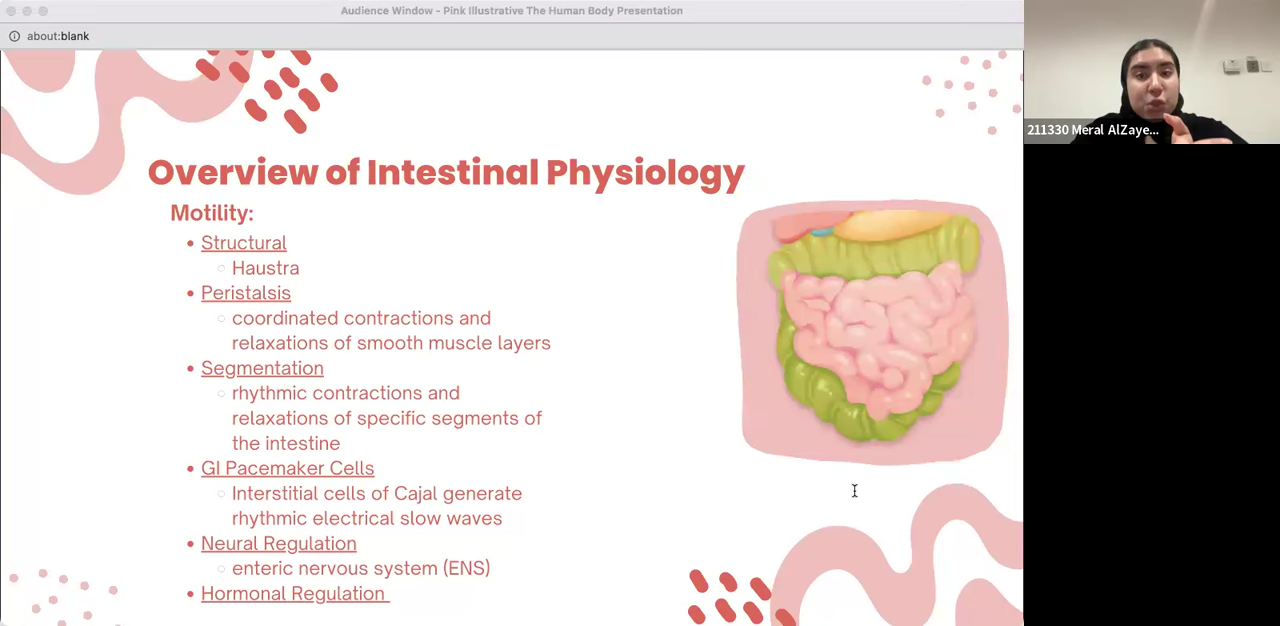 Audience Window - Pink Illustrative The Human Body Presentation
about:blank
211330 Meral AlZaye...
Overview of Intestinal Physiology
Motility:
• Structural
○ Haustra
• Peristalsis
○ coordinated contractions and
relaxations of smooth muscle layers
• Segmentation
○ rhythmic contractions and
relaxations of specific segments of
the intestine
• GI Pacemaker Cells
○ Interstitial cells of Cajal generate
rhythmic electrical slow waves
• Neural Regulation
○ enteric nervous system (ENS)
• Hormonal Regulation